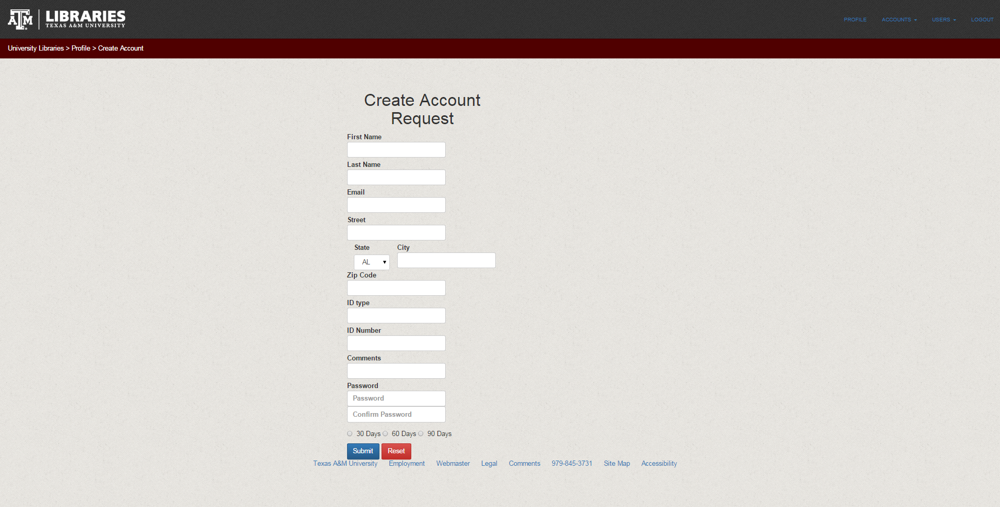 ATM LIBRARIES
TEXAS A&M UNIVERSITY
PROFILE ACCOUNTS USERS LOGOUT
University Libraries > Profile > Create Account
Create Account
Request
First Name
Last Name
Email
Street
State City
AL
Zip Code
ID type
ID Number
Comments
Password
Password
Confirm Password
30 Days 60 Days 90 Days
Submit Reset
Texas A&M University Employment Webmaster Legal Comments 979-845-3731 Site Map Accessibility